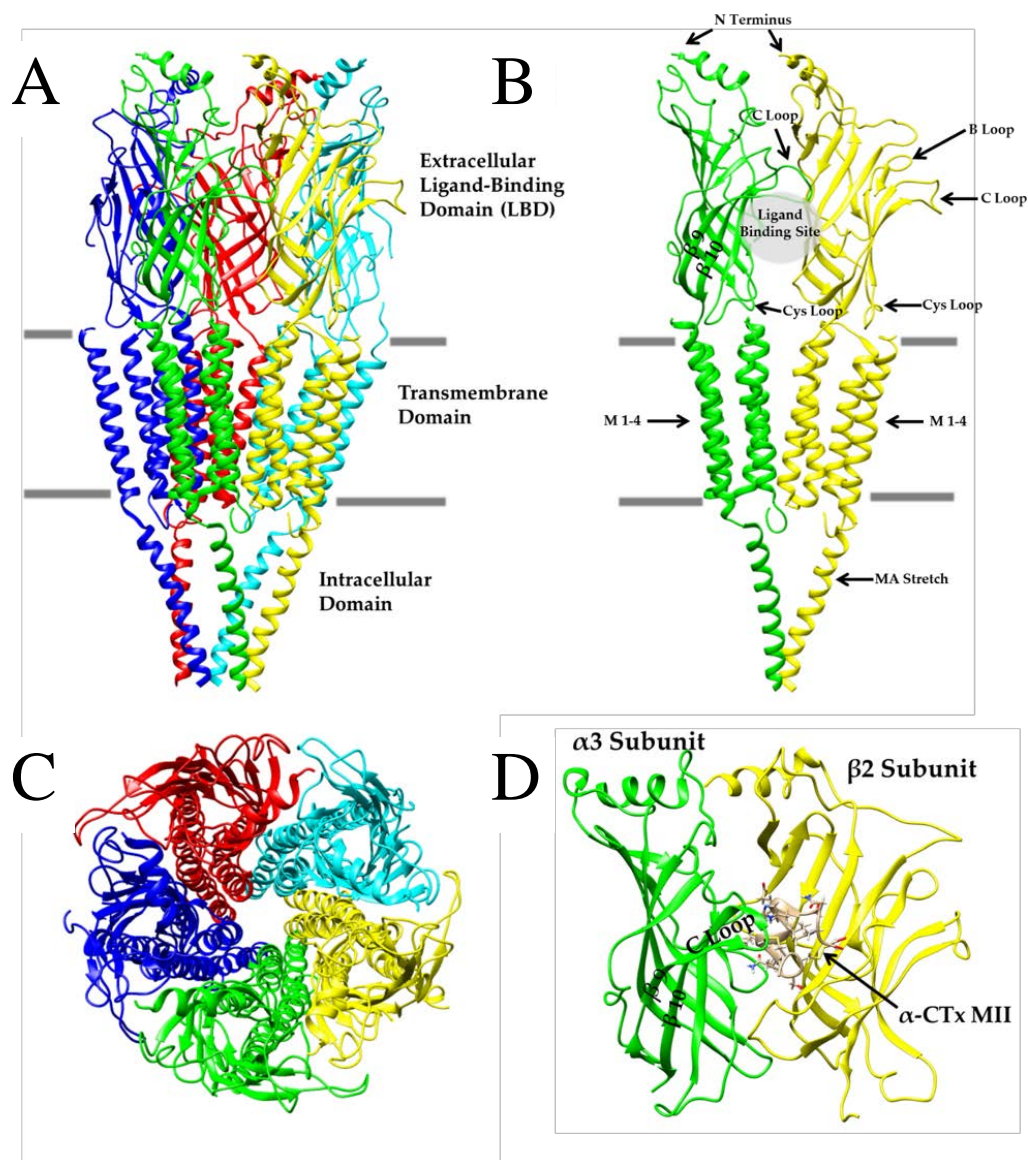 A
Extracellular
Ligand-Binding
Domain (LBD)
Transmembrane
Domain
Intracellular
Domain
B
N Terminus
C Loop
B Loop
C Loop
Ligand
Binding Site
β9
β10
Cys Loop
Cys Loop
M 1-4
M 1-4
MA Stretch
C
D
α3 Subunit
β2 Subunit
C Loop
β9
β10
α-CTx MII